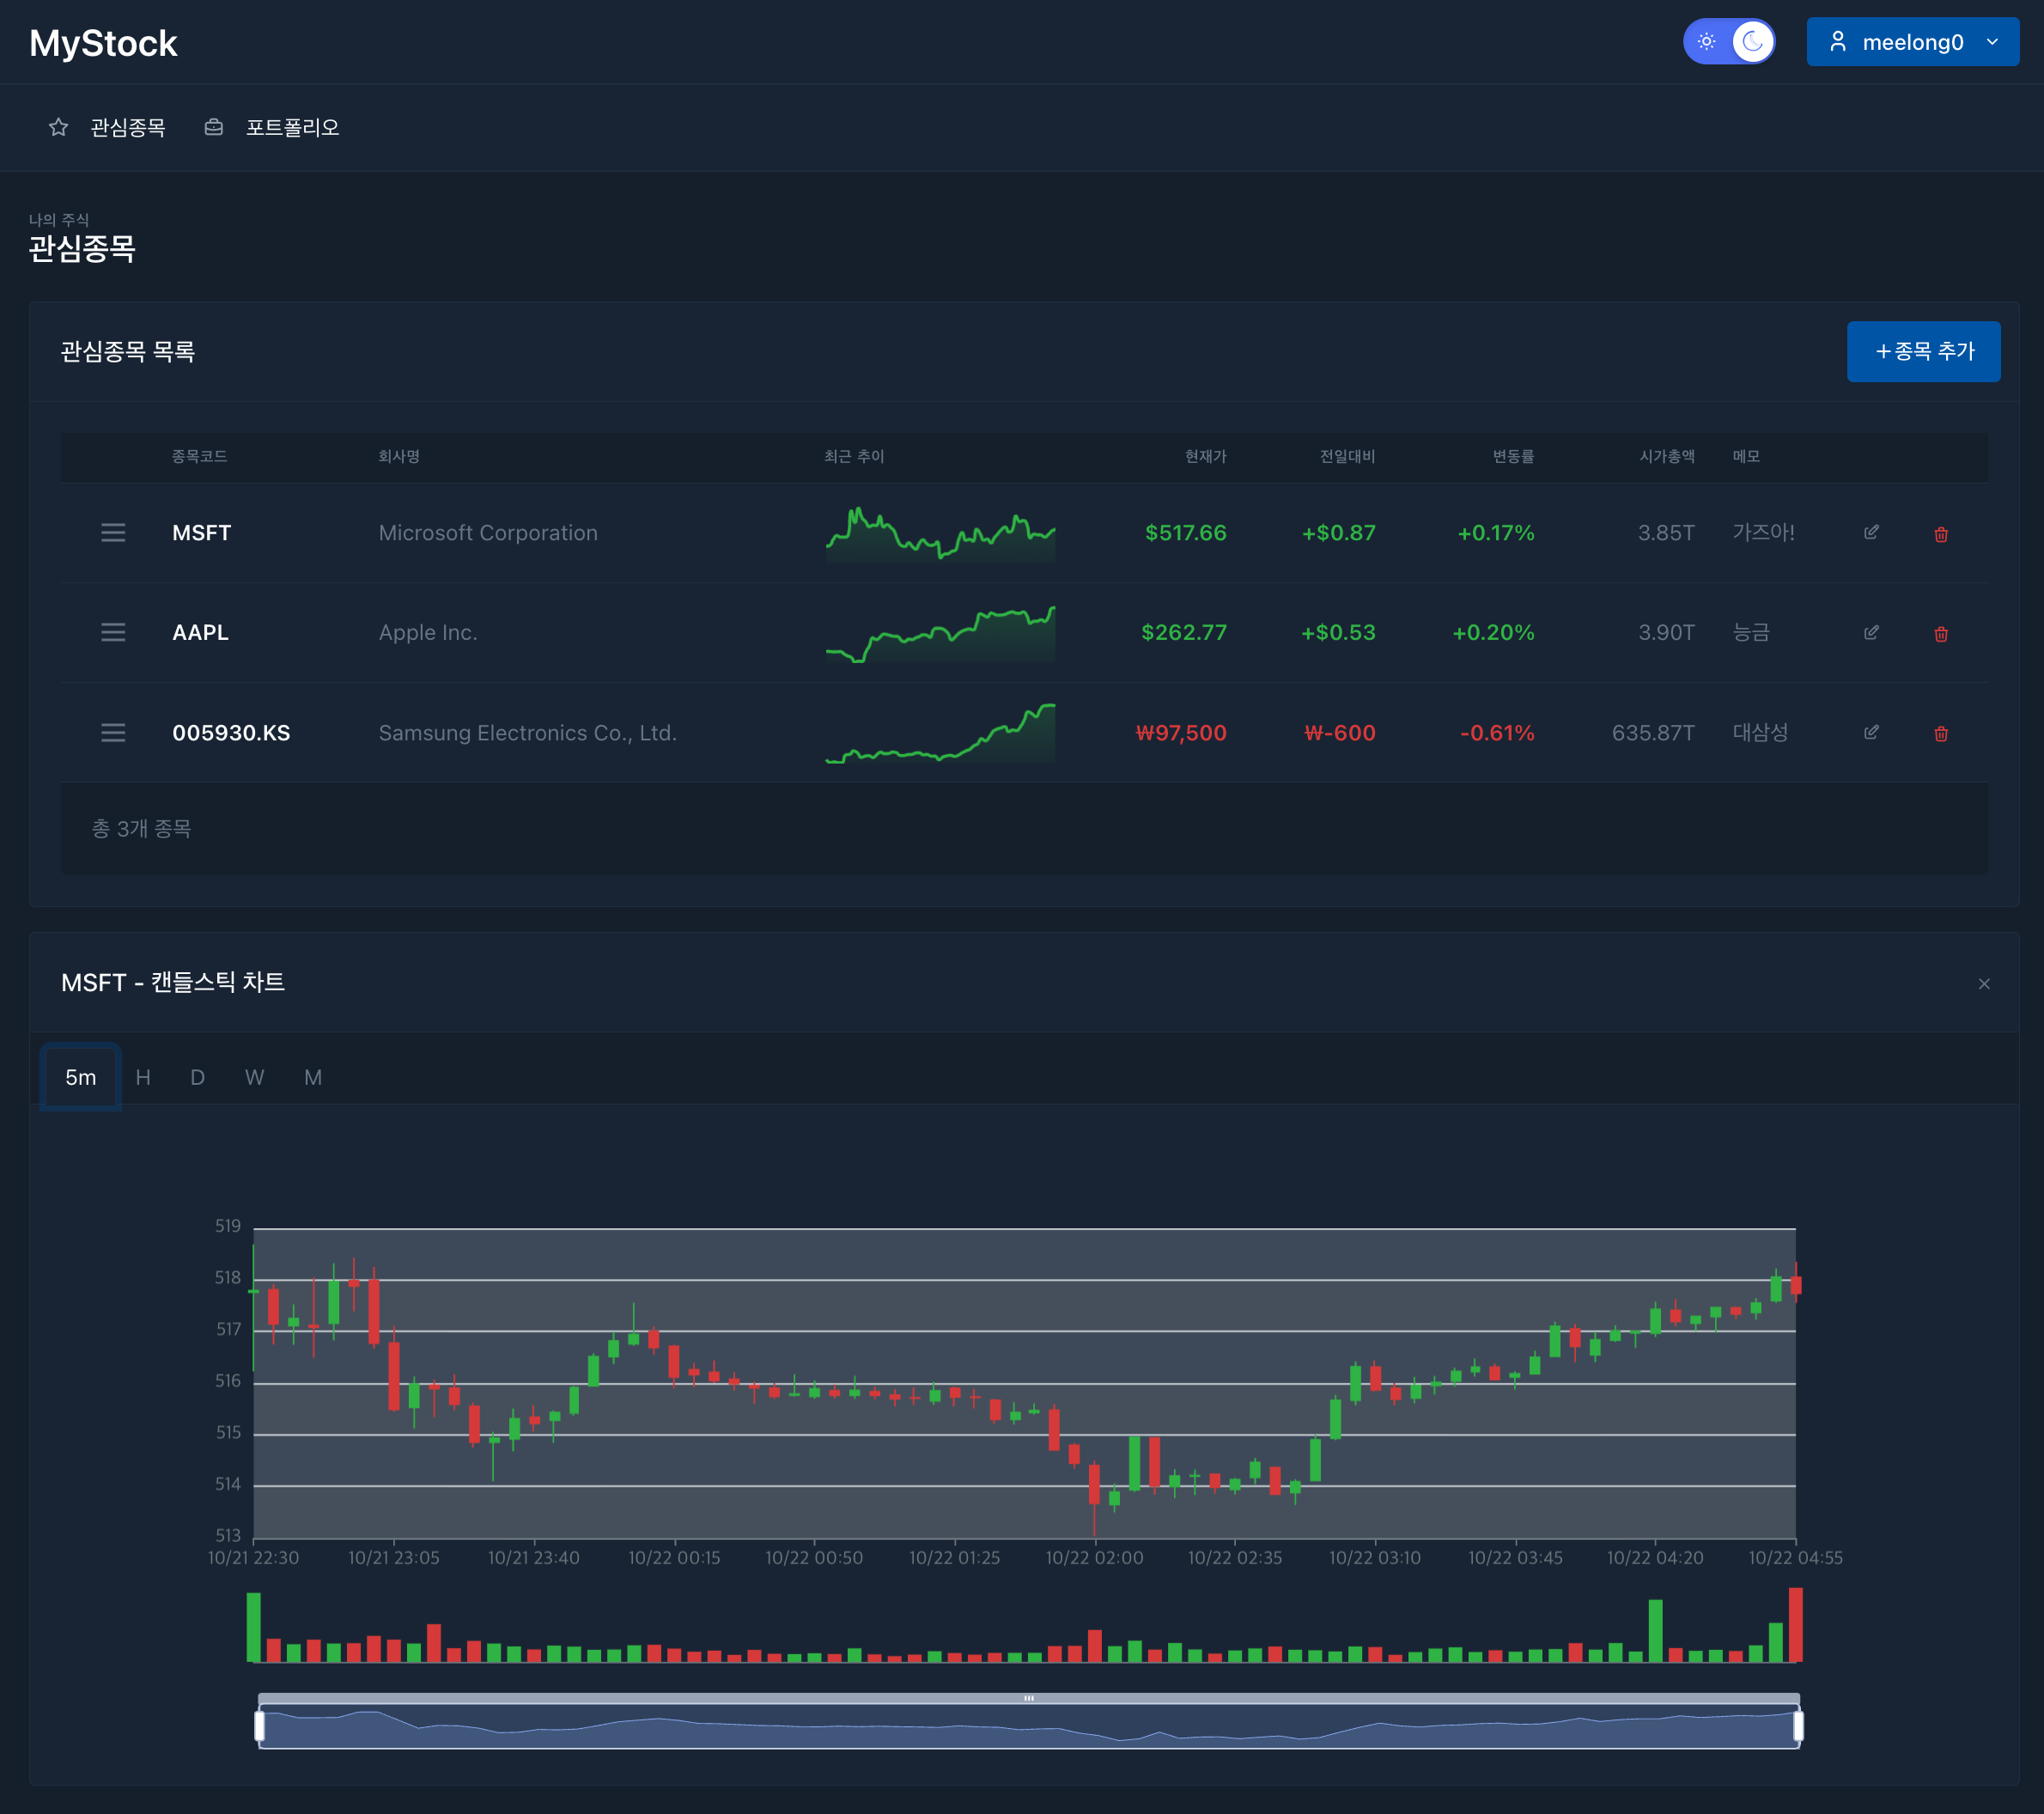 MyStock
meelong0
관심종목 포트폴리오
나의 주식
관심종목
관심종목 목록
+종목 추가
종목코드 회사명 최근 추이 현재가 전일대비 변동률 시가총액 메모
MSFT Microsoft Corporation $517.66 +$0.87 +0.17% 3.85T 가즈아!
AAPL Apple Inc. $262.77 +$0.53 +0.20% 3.90T 능금
005930.KS Samsung Electronics Co., Ltd. ₩97,500 ₩-600 -0.61% 635.87T 대삼성
총 3개 종목
MSFT - 캔들스틱 차트
5m H D W M
519
518
517
516
515
514
513
10/21 22:30 10/21 23:05 10/21 23:40 10/22 00:15 10/22 00:50 10/22 01:25 10/22 02:00 10/22 02:35 10/22 03:10 10/22 03:45 10/22 04:20 10/22 04:55